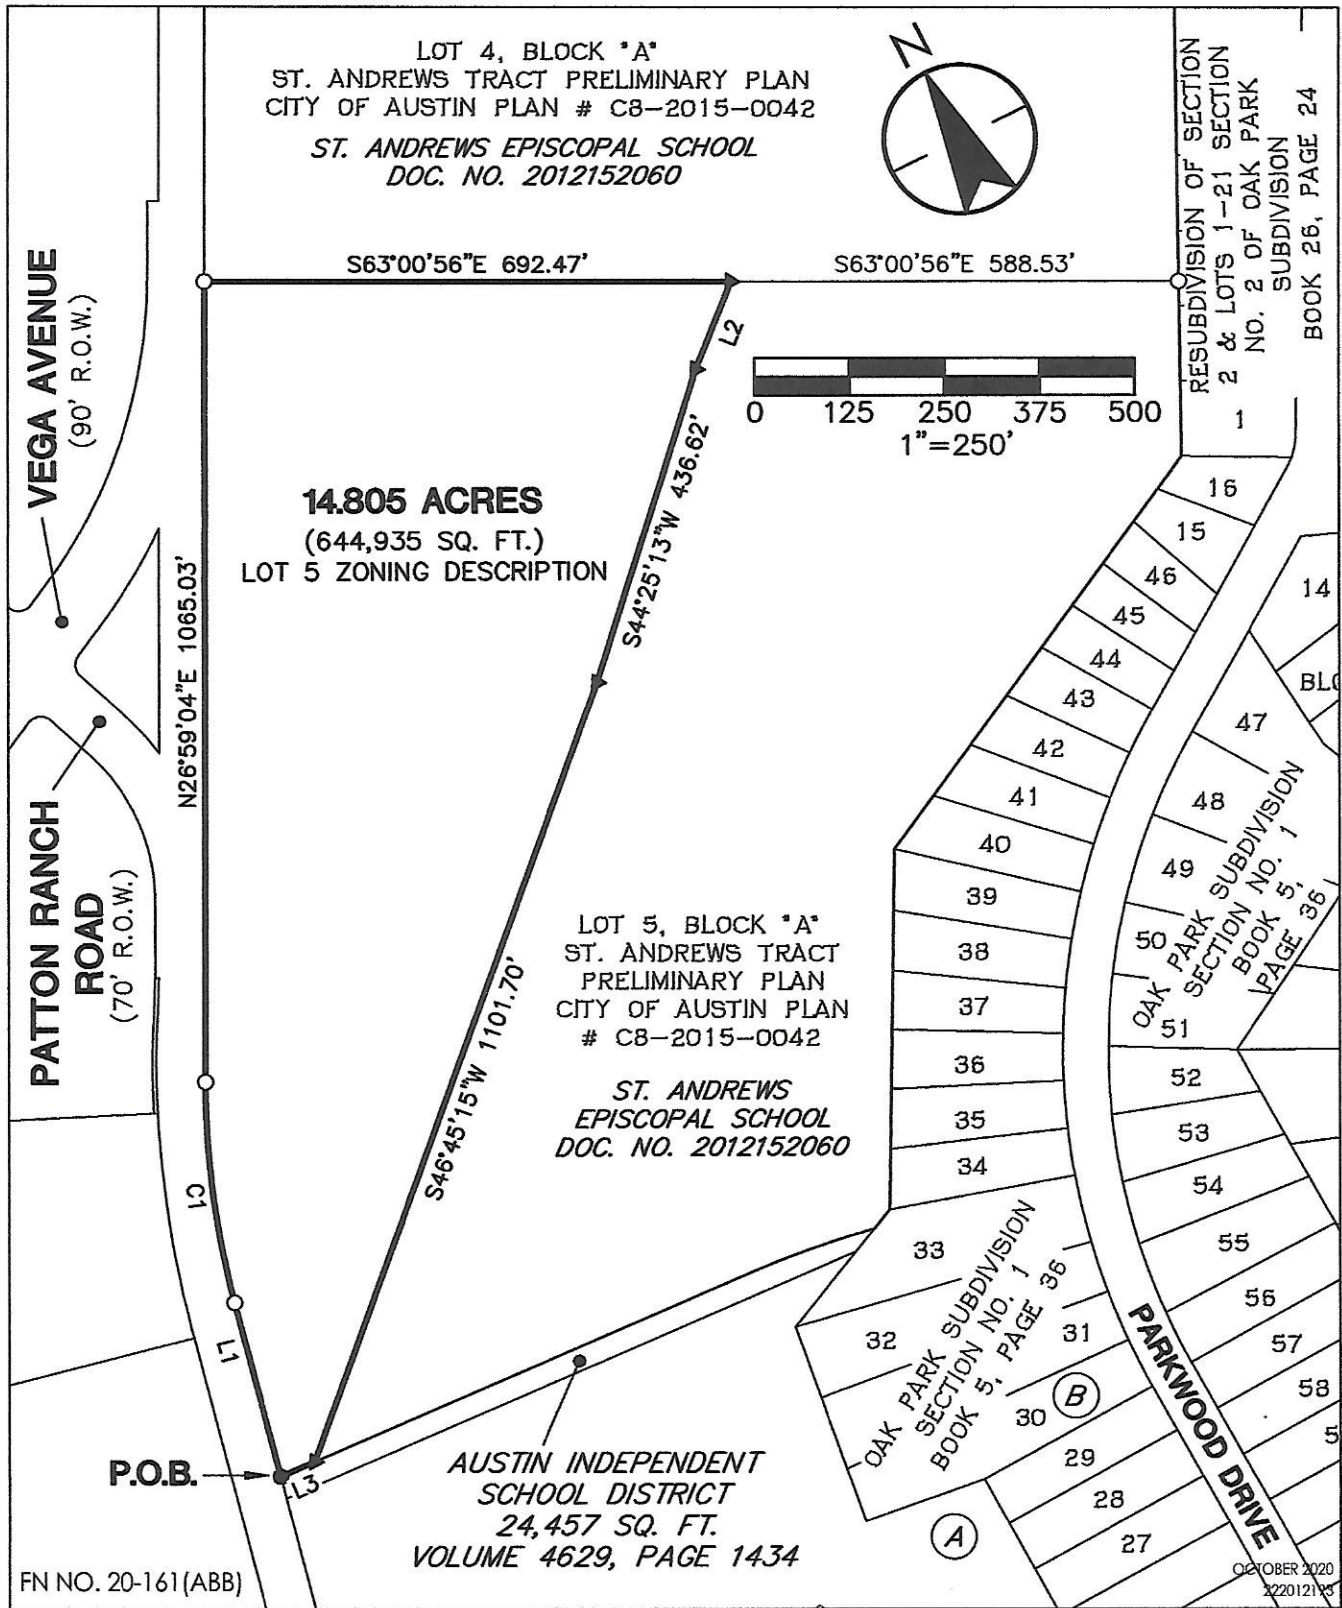 LOT 4, BLOCK "A"
ST. ANDREWS TRACT PRELIMINARY PLAN
CITY OF AUSTIN PLAN # C8-2015-0042
ST. ANDREWS EPISCOPAL SCHOOL
DOC. NO. 2012152060
N
RESUBDIVISION OF SECTION
2 & LOTS 1-21 SECTION
NO. 2 OF OAK PARK
SUBDIVISION
BOOK 26, PAGE 24
S63°00'56"E 692.47'
S63°00'56"E 588.53'
L2
0 125 250 375 500
1"=250'
VEGA AVENUE
(90' R.O.W.)
14.805 ACRES
(644,935 SQ. FT.)
LOT 5 ZONING DESCRIPTION
N26°59'04"E 1065.03'
S44°25'13"W 436.62'
PATTON RANCH
ROAD
(70' R.O.W.)
S46°45'15"W 1101.70'
LOT 5, BLOCK "A"
ST. ANDREWS TRACT
PRELIMINARY PLAN
CITY OF AUSTIN PLAN
# C8-2015-0042
ST. ANDREWS
EPISCOPAL SCHOOL
DOC. NO. 2012152060
1
16
15
46
45
44
43
42
41
40
39
38
37
36
35
34
33
32
31
30
29
28
27
14
47
48
49
50
51
52
53
54
55
56
57
58
5
OAK PARK SUBDIVISION
SECTION NO. 1
BOOK 5,
PAGE 36
OAK PARK SUBDIVISION
SECTION NO. 1
BOOK 5, PAGE 36
B
A
PARKWOOD DRIVE
C1
L1
L3
P.O.B.
AUSTIN INDEPENDENT
SCHOOL DISTRICT
24,457 SQ. FT.
VOLUME 4629, PAGE 1434
FN NO. 20-161(ABB)
OCTOBER 2020